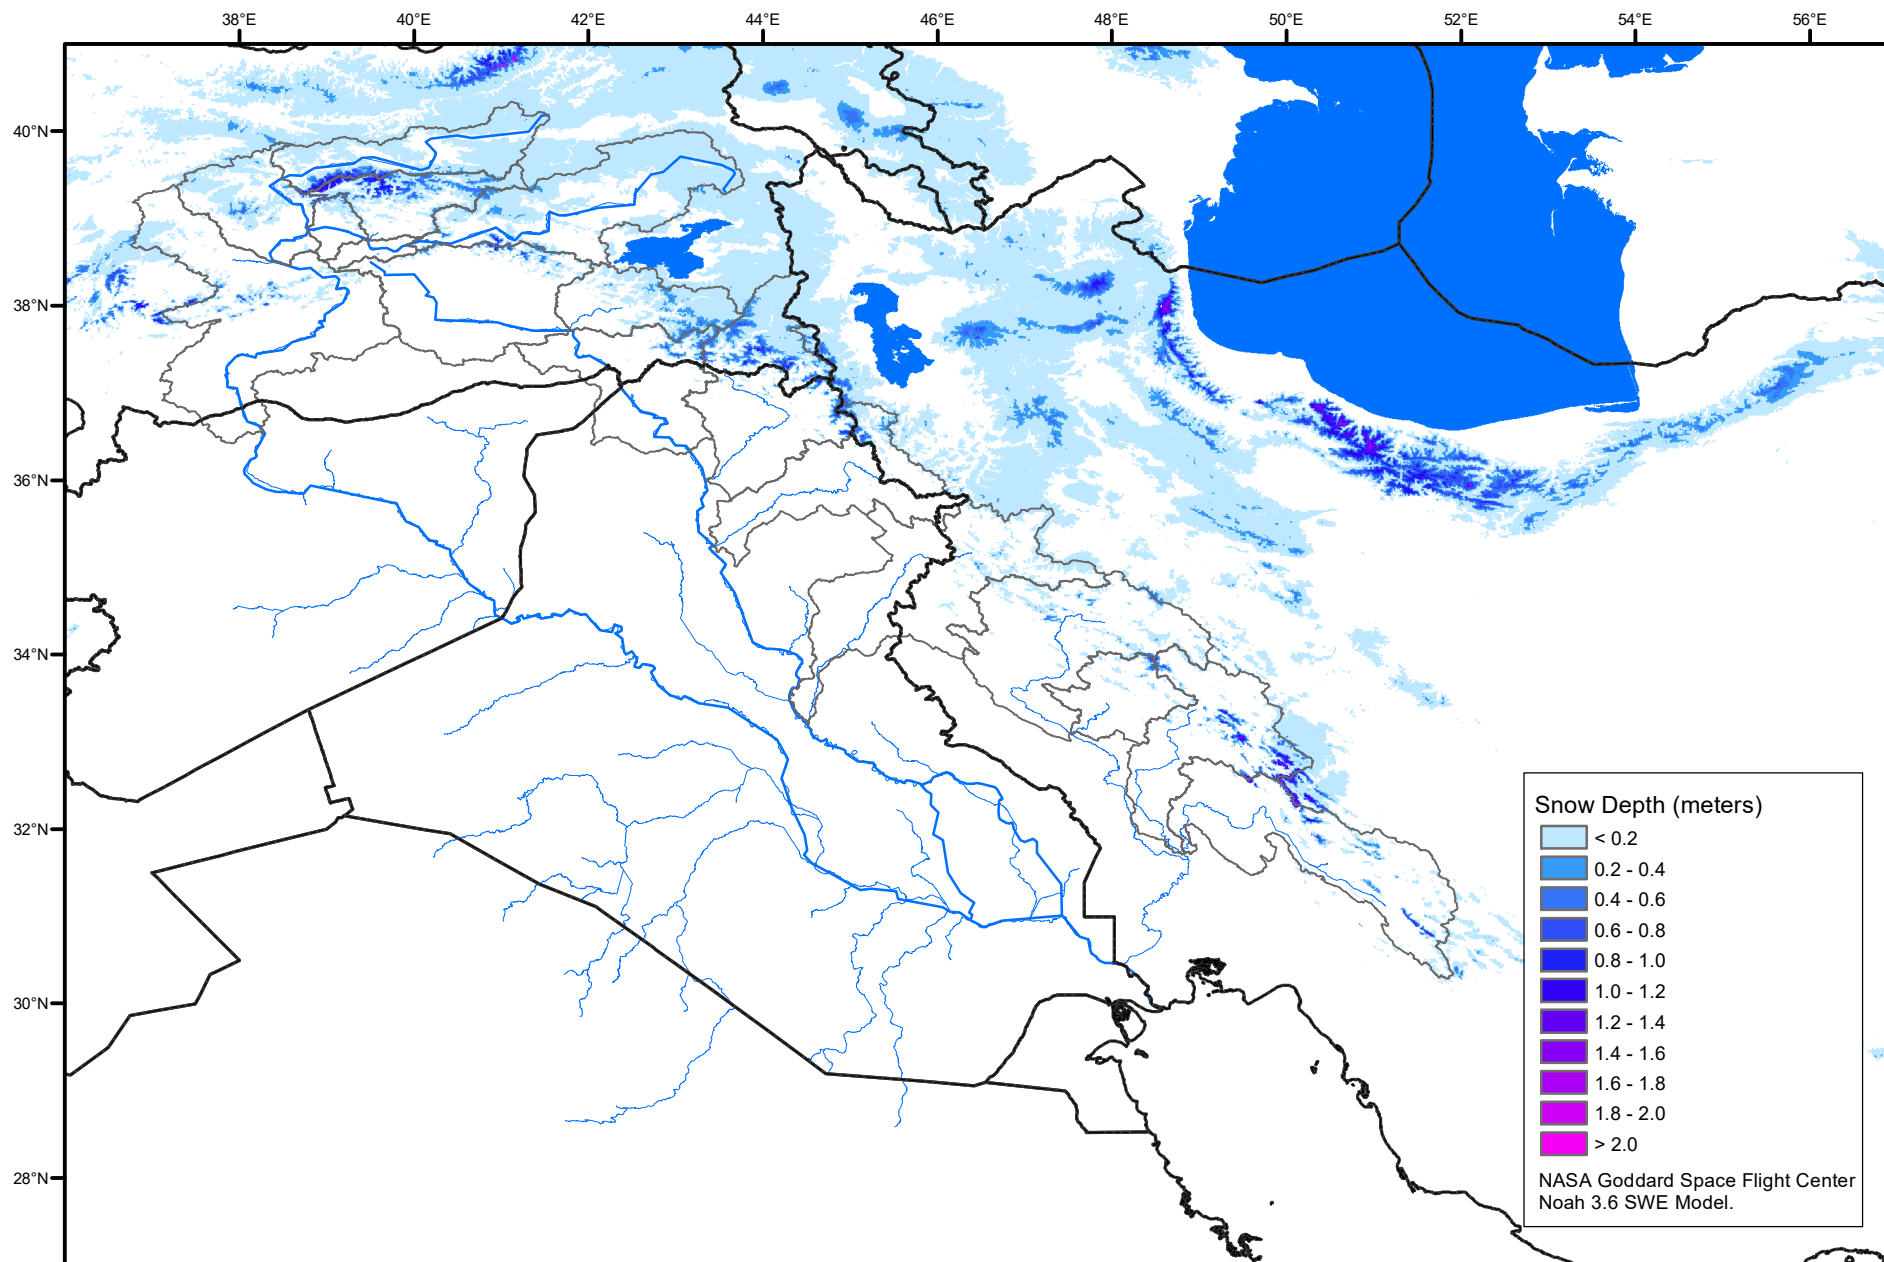 38°E 40°E 42°E 44°E 46°E 48°E 50°E 52°E 54°E 56°E
40°N
38°N
36°N
34°N
32°N
30°N
28°N
Snow Depth (meters)
< 0.2
0.2 - 0.4
0.4 - 0.6
0.6 - 0.8
0.8 - 1.0
1.0 - 1.2
1.2 - 1.4
1.4 - 1.6
1.6 - 1.8
1.8 - 2.0
> 2.0
NASA Goddard Space Flight Center
Noah 3.6 SWE Model.